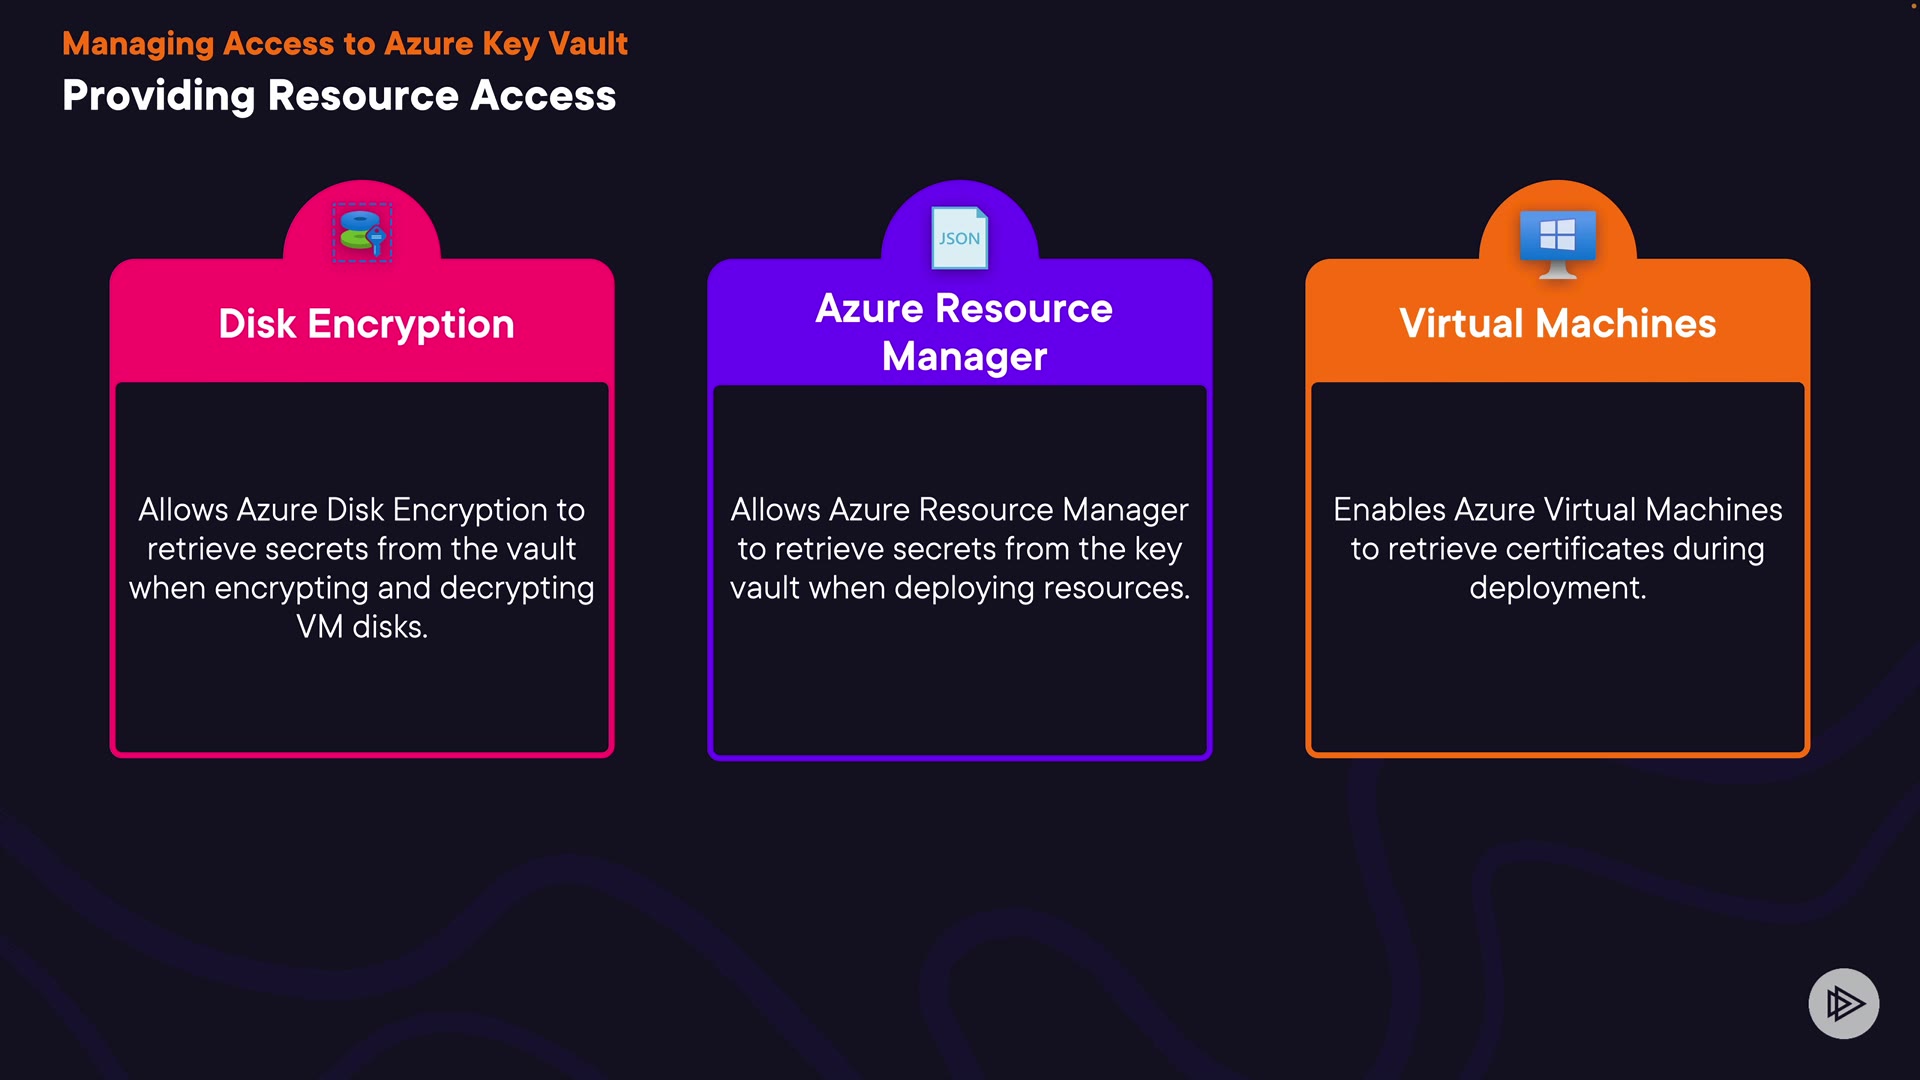 Managing Access to Azure Key Vault
Providing Resource Access
Disk Encryption
Allows Azure Disk Encryption to
retrieve secrets from the vault
when encrypting and decrypting
VM disks.
JSON
Azure Resource
Manager
Allows Azure Resource Manager
to retrieve secrets from the key
vault when deploying resources.
Virtual Machines
Enables Azure Virtual Machines
to retrieve certificates during
deployment.